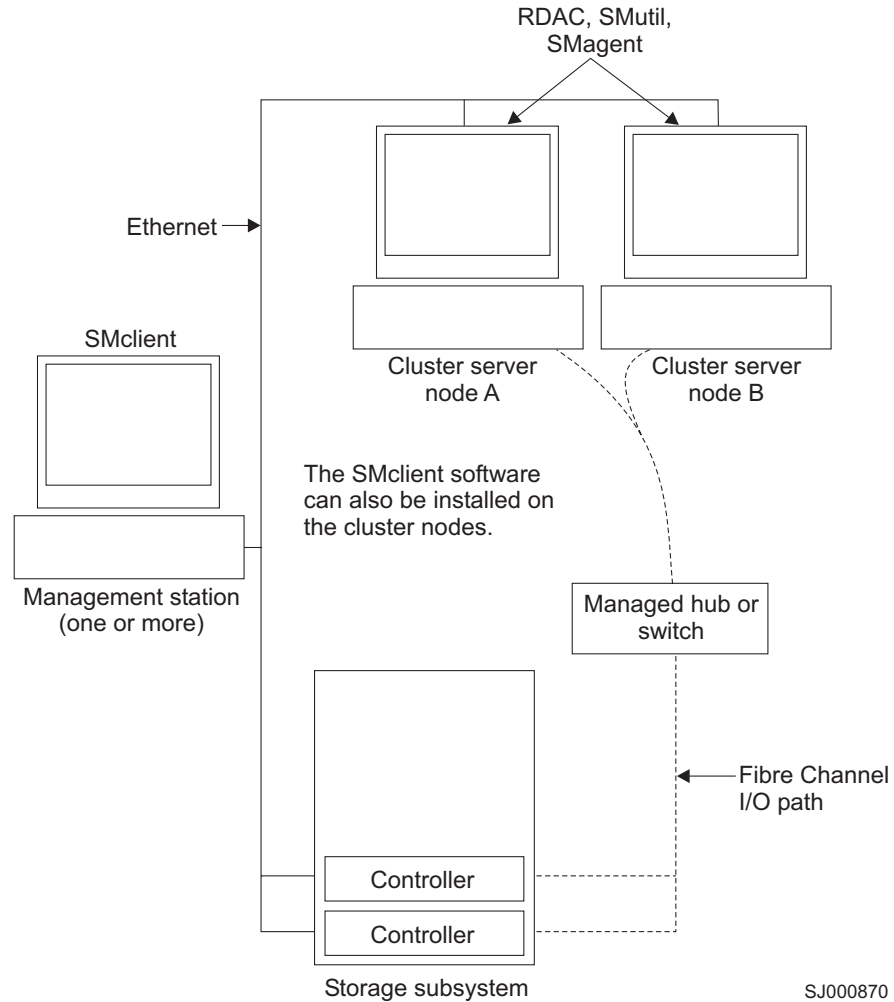 RDAC, SMutil,
SMagent
Ethernet
SMclient
Cluster server
node A
Cluster server
node B
The SMclient software
can also be installed on
the cluster nodes.
Management station
(one or more)
Managed hub or
switch
Fibre Channel
I/O path
Controller
Controller
Storage subsystem
SJ000870